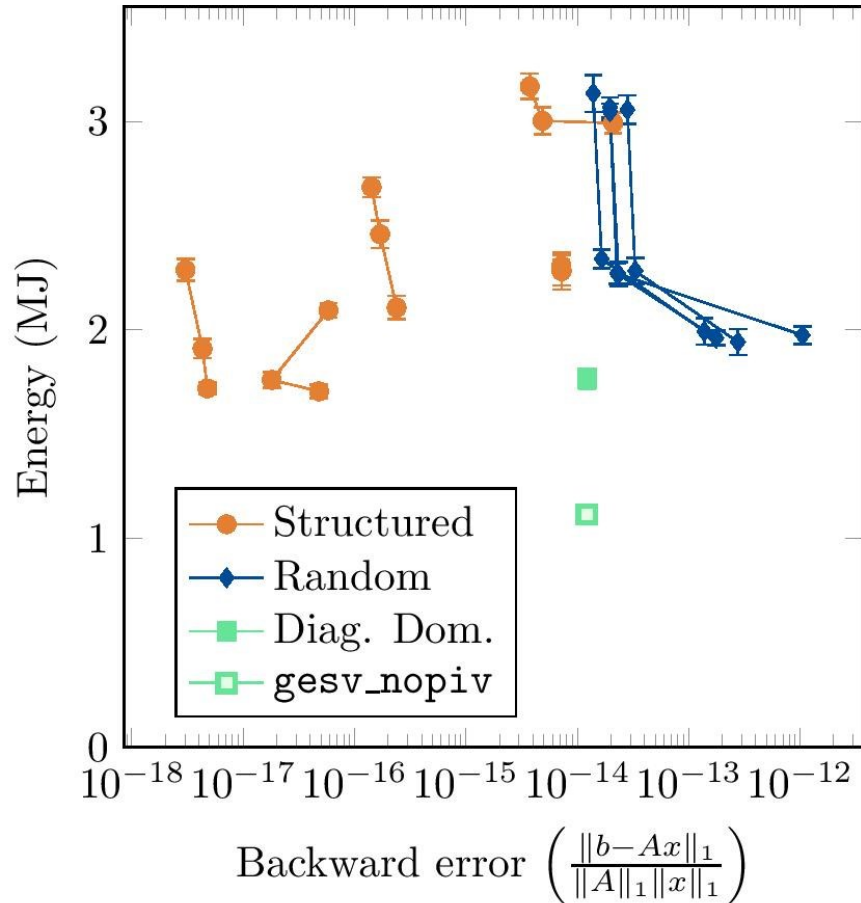 3
2
1
0
Energy (MJ)
Structured
Random
Diag. Dom.
gesv_nopiv
10^{−18} 10^{−17} 10^{−16} 10^{−15} 10^{−14} 10^{−13} 10^{−12}
Backward error (‖b−Ax‖₁ / ‖A‖₁‖x‖₁)